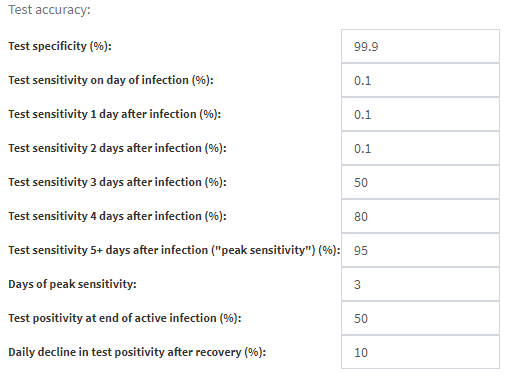 Test accuracy:
Test specificity (%): 99.9
Test sensitivity on day of infection (%): 0.1
Test sensitivity 1 day after infection (%): 0.1
Test sensitivity 2 days after infection (%): 0.1
Test sensitivity 3 days after infection (%): 50
Test sensitivity 4 days after infection (%): 80
Test sensitivity 5+ days after infection ("peak sensitivity") (%): 95
Days of peak sensitivity: 3
Test positivity at end of active infection (%): 50
Daily decline in test positivity after recovery (%): 10